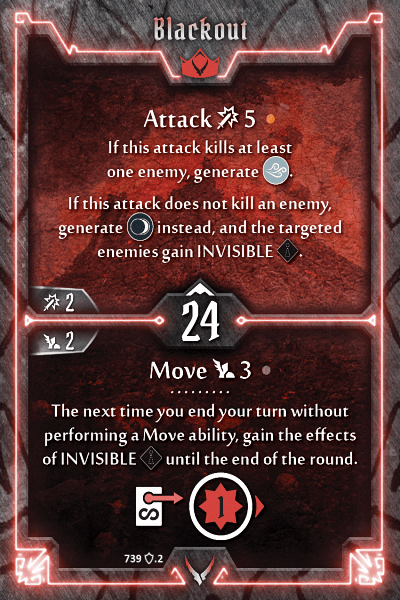 Blackout
Attack 5
If this attack kills at least
one enemy, generate .
If this attack does not kill an enemy,
generate instead, and the targeted
enemies gain INVISIBLE .
2
24
2
Move 3
The next time you end your turn without
performing a Move ability, gain the effects
of INVISIBLE until the end of the round.
1
739 .2